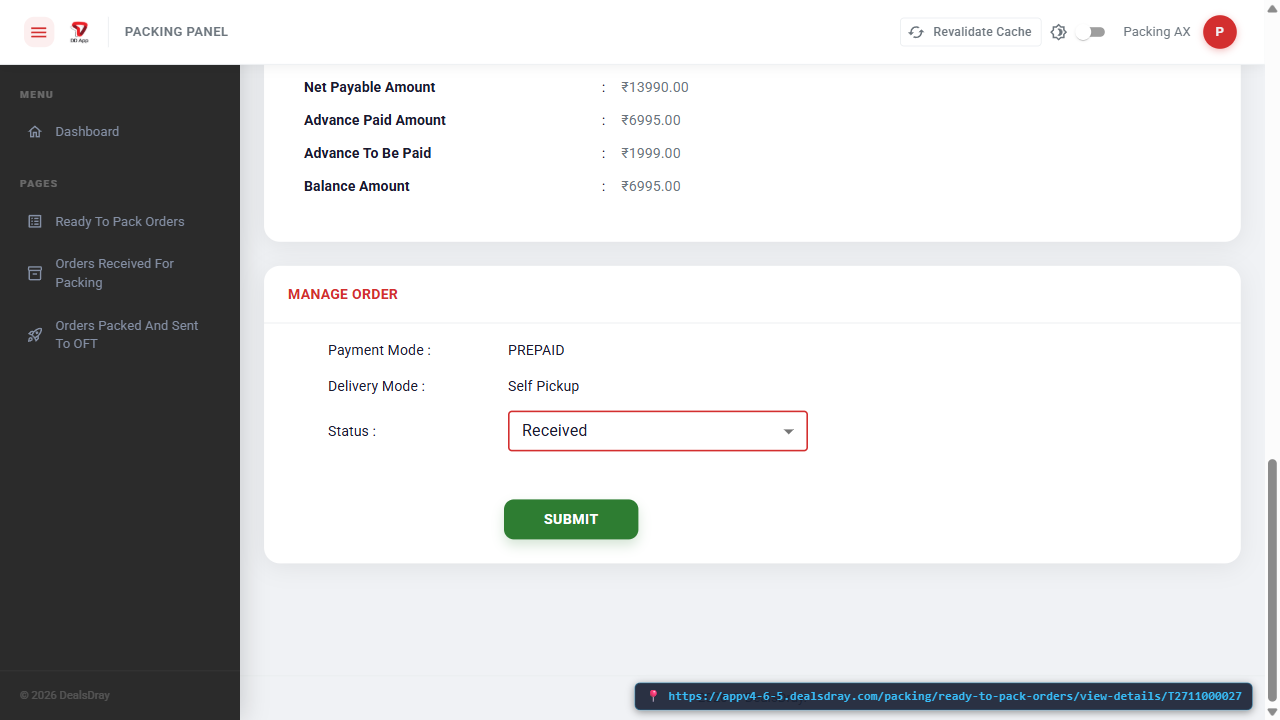 DD App
PACKING PANEL
Revalidate Cache
Packing AX
P
MENU
Dashboard
PAGES
Ready To Pack Orders
Orders Received For
Packing
Orders Packed And Sent
To OFT
© 2026 DealsDray
Net Payable Amount : ₹13990.00
Advance Paid Amount : ₹6995.00
Advance To Be Paid : ₹1999.00
Balance Amount : ₹6995.00
MANAGE ORDER
Payment Mode : PREPAID
Delivery Mode : Self Pickup
Status : Received
SUBMIT
https://appv4-6-5.dealsdray.com/packing/ready-to-pack-orders/view-details/T2711000027